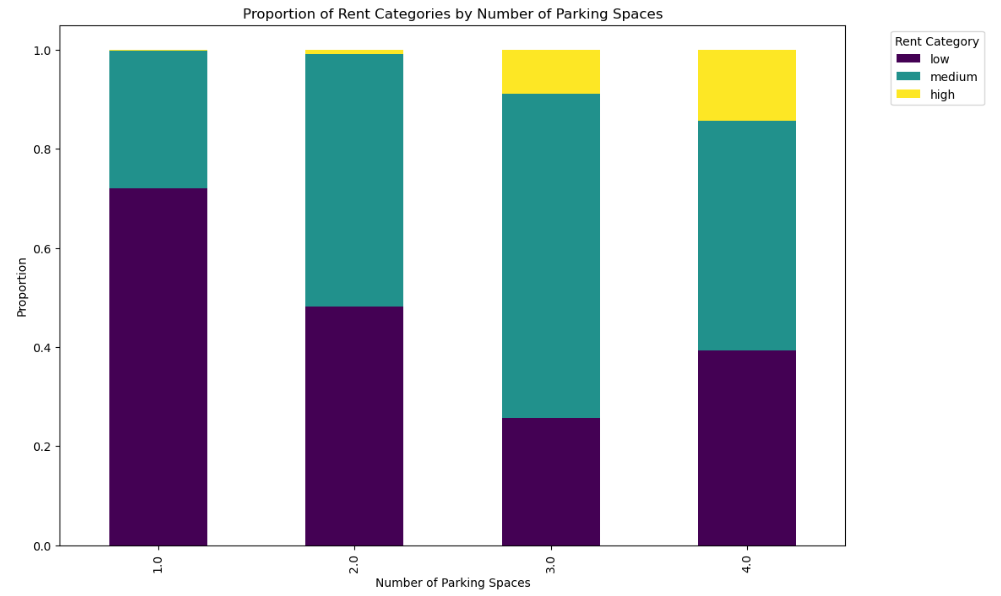 Proportion of Rent Categories by Number of Parking Spaces
Rent Category
low
medium
high
Proportion
1.0
0.8
0.6
0.4
0.2
0.0
1.0
2.0
3.0
4.0
Number of Parking Spaces